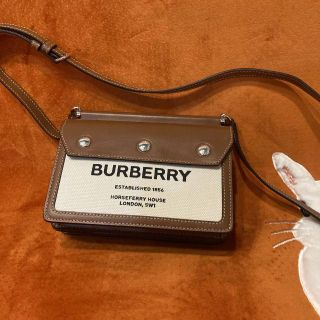 BURBERRY
ESTABLISHED 1856
HORSEFERRY HOUSE
LONDON, SW1